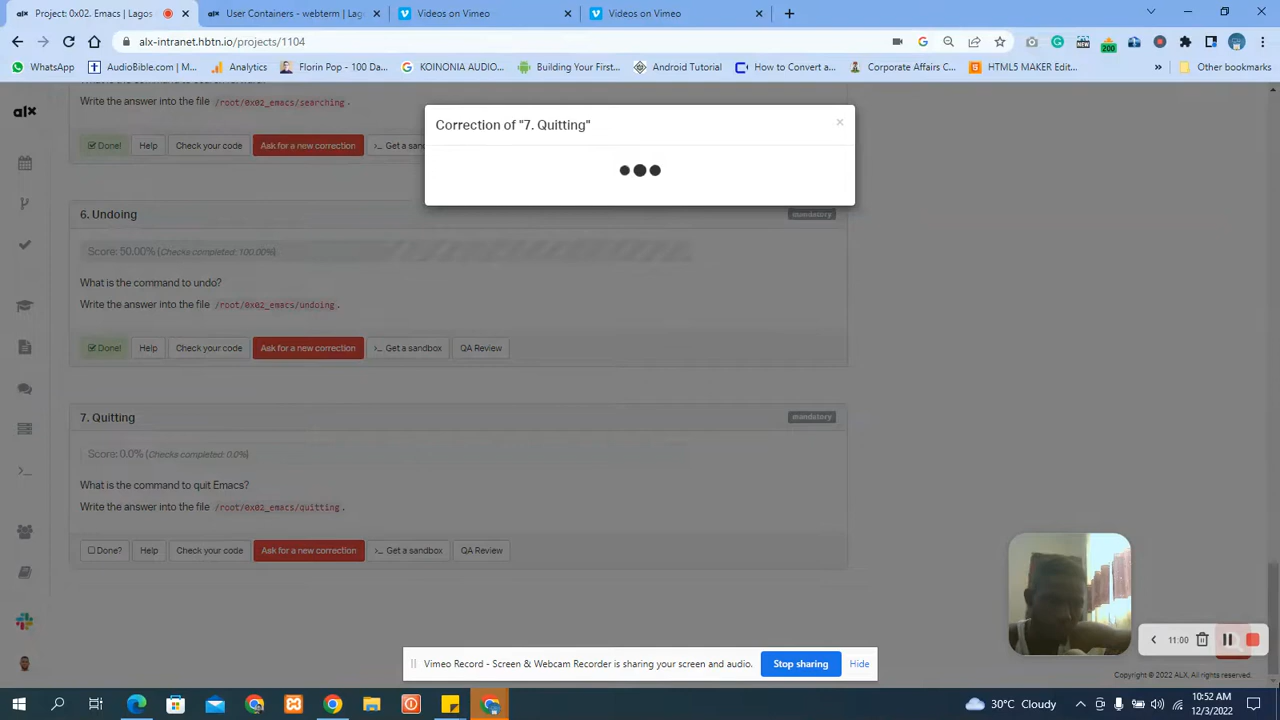 Project: 0x02. Emacs | Lagos
User Containers - webterm | Lag
Videos on Vimeo
Videos on Vimeo
alx-intranet.hbtn.io/projects/1104
200
WhatsApp
AudioBible.com | M...
Analytics
Florin Pop - 100 Da...
KOINONIA AUDIO...
Building Your First...
Android Tutorial
How to Convert a...
Corporate Affairs C...
HTML5 MAKER Edit...
»
Other bookmarks
alx
Write the answer into the file /root/0x02_emacs/searching.
Done!
Help
Check your code
Ask for a new correction
>_ Get a sandb
Correction of "7. Quitting"
×
6. Undoing
mandatory
Score: 50.00% (Checks completed: 100.00%)
What is the command to undo?
Write the answer into the file /root/0x02_emacs/undoing.
Done!
Help
Check your code
Ask for a new correction
>_ Get a sandbox
QA Review
7. Quitting
mandatory
Score: 0.0% (Checks completed: 0.0%)
What is the command to quit Emacs?
Write the answer into the file /root/0x02_emacs/quitting.
Done?
Help
Check your code
Ask for a new correction
>_ Get a sandbox
QA Review
11:00
Vimeo Record - Screen & Webcam Recorder is sharing your screen and audio.
Stop sharing
Hide
Copyright © 2022 ALX, All rights reserved.
30°C Cloudy
10:52 AM
12/3/2022